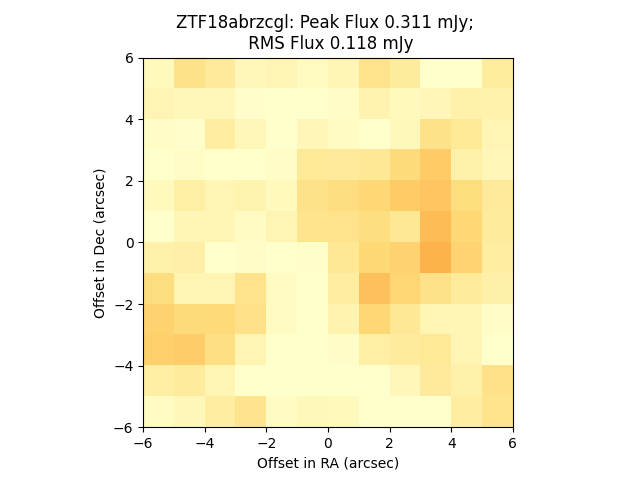 ZTF18abrzcgl: Peak Flux 0.311 mJy;
RMS Flux 0.118 mJy
6
4
2
0
−2
−4
−6
Offset in Dec (arcsec)
−6 −4 −2 0 2 4 6
Offset in RA (arcsec)